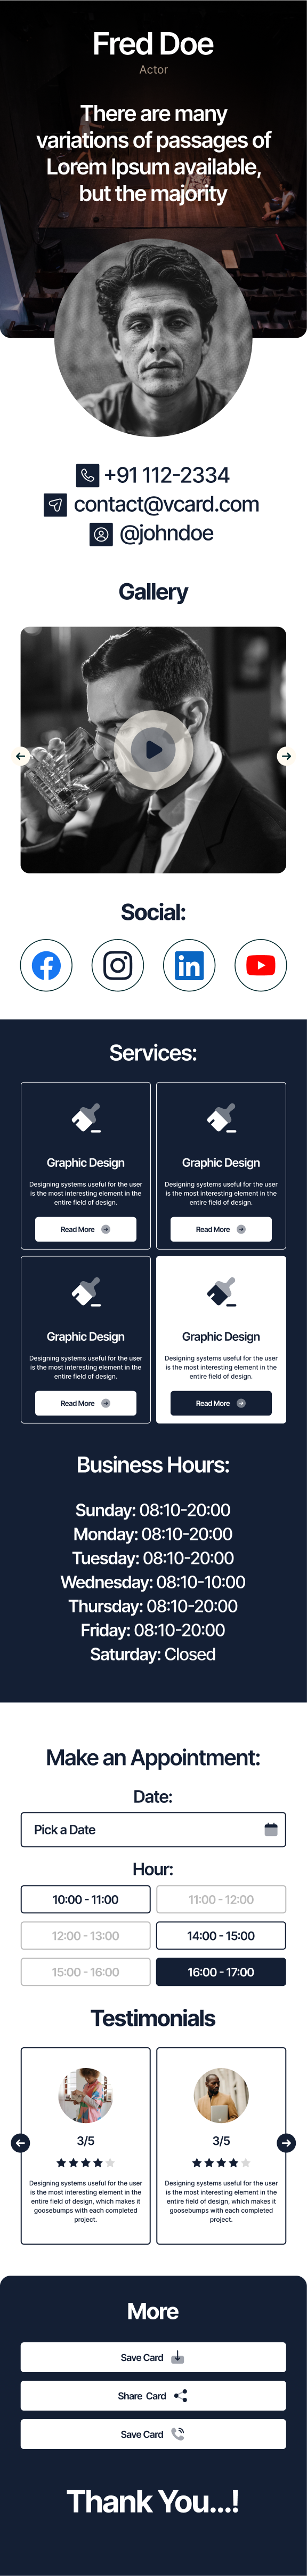 Fred Doe
Actor
There are many
variations of passages of
Lorem Ipsum available,
but the majority
+91 112-2334
contact@vcard.com
@johndoe
Gallery
Social:
Services:
Graphic Design
Designing systems useful for the user
is the most interesting element in the
entire field of design.
Read More
Graphic Design
Designing systems useful for the user
is the most interesting element in the
entire field of design.
Read More
Graphic Design
Designing systems useful for the user
is the most interesting element in the
entire field of design.
Read More
Graphic Design
Designing systems useful for the user
is the most interesting element in the
entire field of design.
Read More
Business Hours:
Sunday: 08:10-20:00
Monday: 08:10-20:00
Tuesday: 08:10-20:00
Wednesday: 08:10-10:00
Thursday: 08:10-20:00
Friday: 08:10-20:00
Saturday: Closed
Make an Appointment:
Date:
Pick a Date
Hour:
10:00 - 11:00
11:00 - 12:00
12:00 - 13:00
14:00 - 15:00
15:00 - 16:00
16:00 - 17:00
Testimonials
3/5
Designing systems useful for the user
is the most interesting element in the
entire field of design, which makes it
goosebumps with each completed
project.
3/5
Designing systems useful for the user
is the most interesting element in the
entire field of design, which makes it
goosebumps with each completed
project.
More
Save Card
Share Card
Save Card
Thank You...!